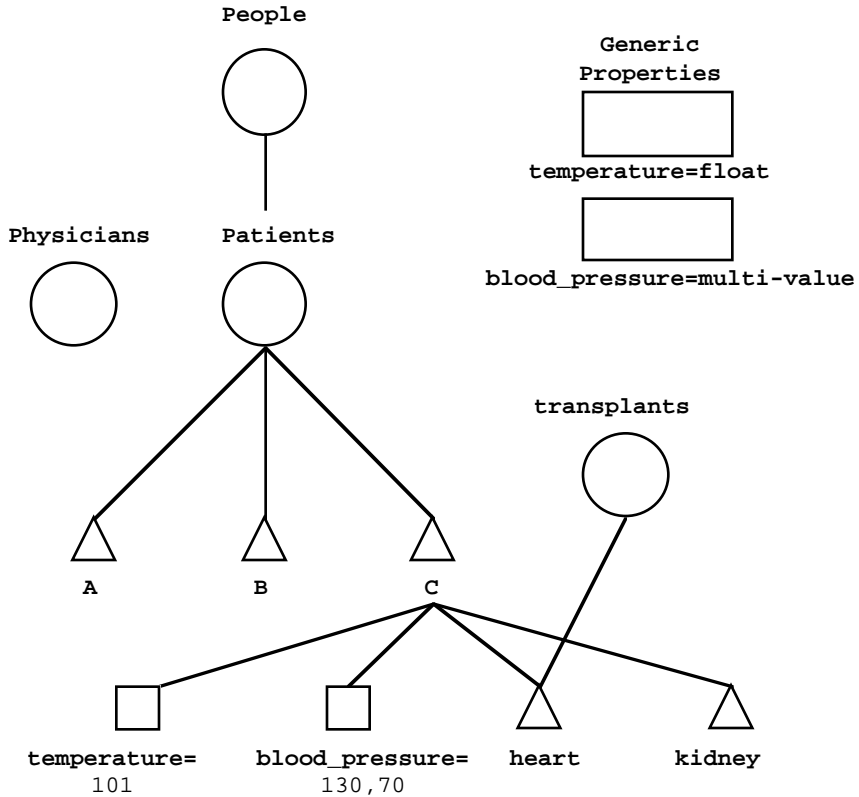 People
Generic
Properties
temperature=float
Physicians
Patients
blood_pressure=multi-value
transplants
A
B
C
temperature=
101
blood_pressure=
130,70
heart
kidney